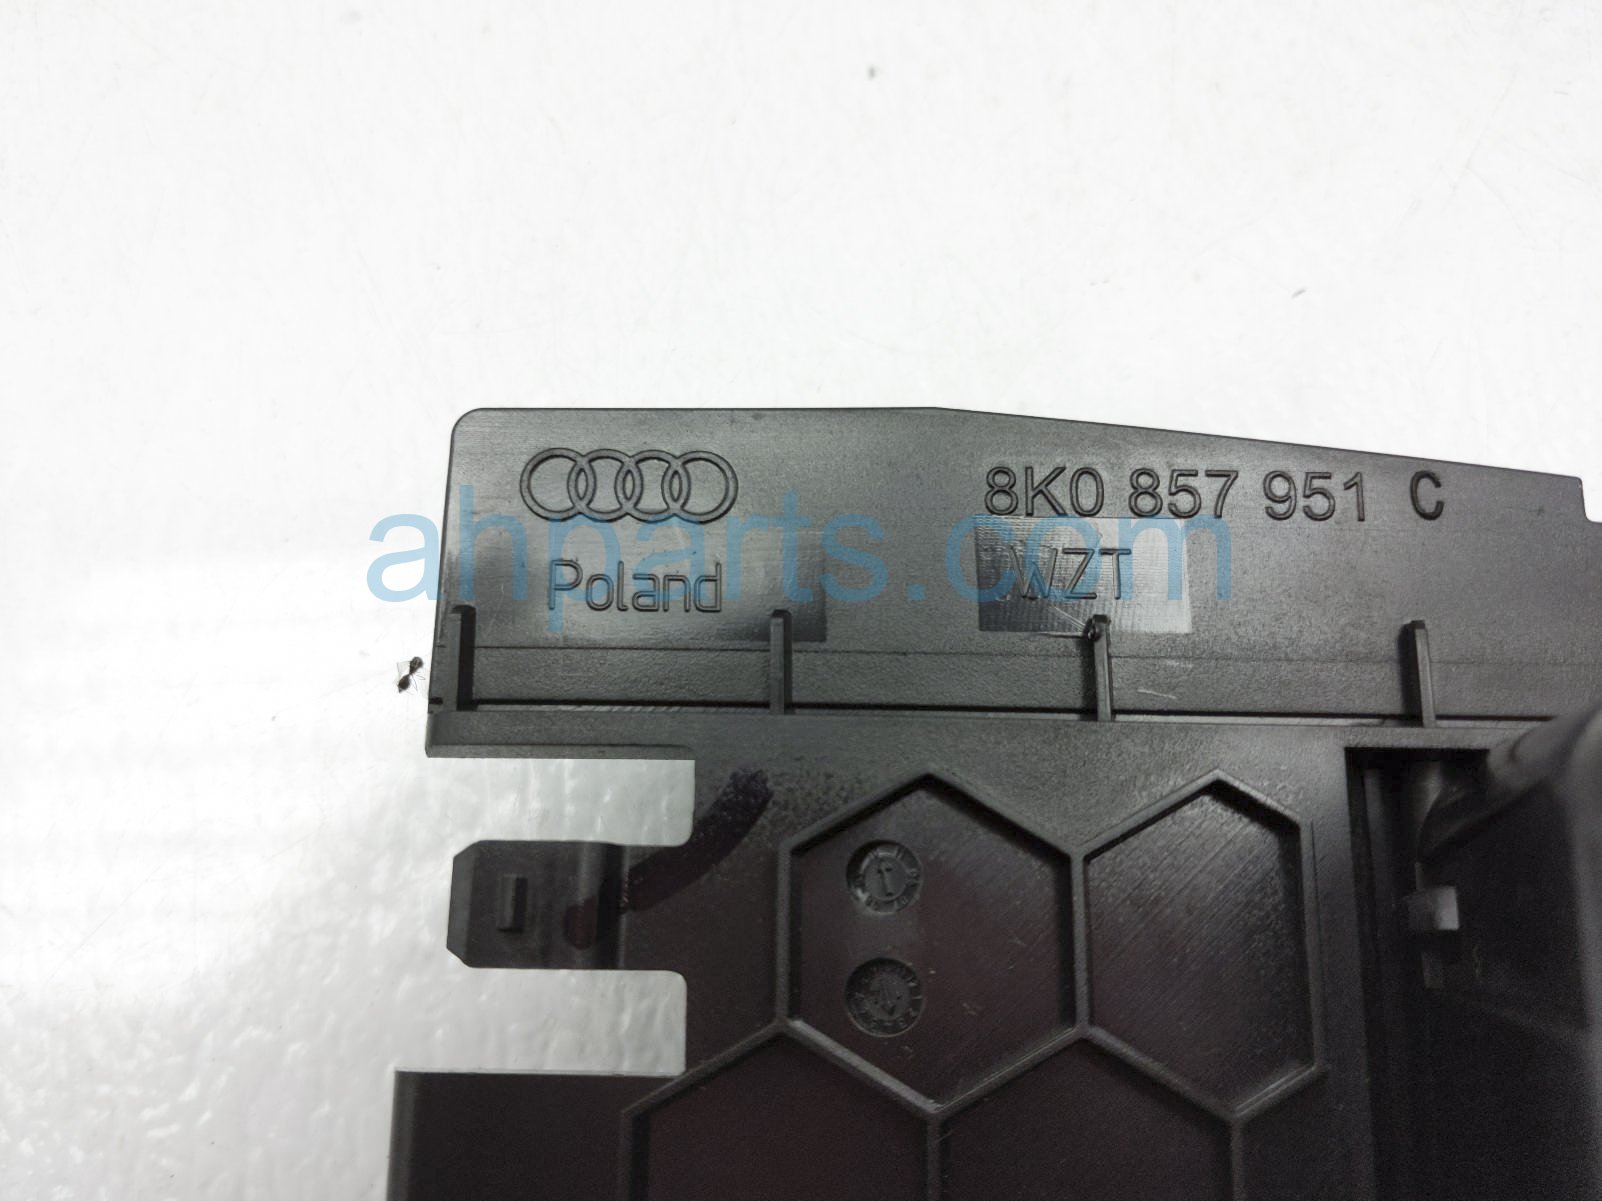 8K0 857 951 C
Poland
WZT
ahparts.com